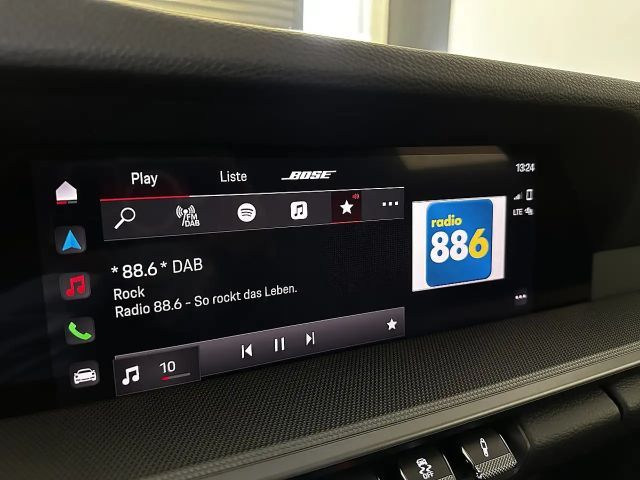 Play
Liste
BOSE
13:24
FM
DAB
LTE
*88.6* DAB
Rock
Radio 88.6 - So rockt das Leben.
radio
886
10